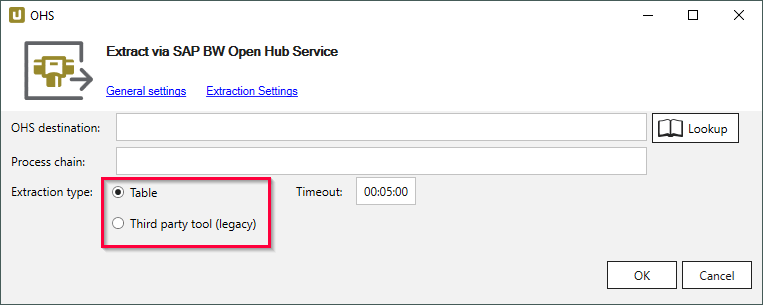 OHS
Extract via SAP BW Open Hub Service
General settings Extraction Settings
OHS destination: Lookup
Process chain:
Extraction type: Table Timeout: 00:05:00
Third party tool (legacy)
OK Cancel